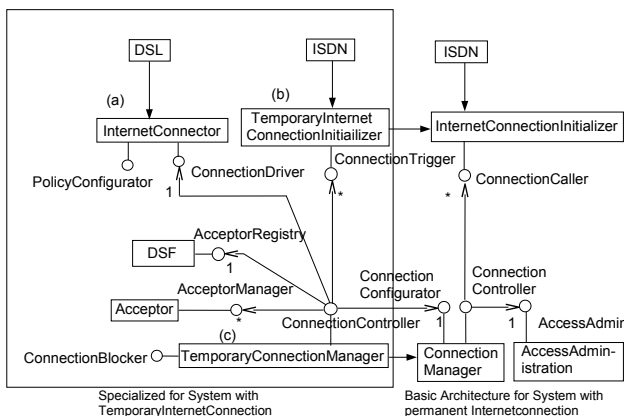 DSL
ISDN
ISDN
(a)
(b)
InternetConnector
TemporaryInternet
ConnectionInitiailizer
InternetConnectionInitializer
PolicyConfigurator
ConnectionDriver
1
ConnectionTrigger
*
ConnectionCaller
*
DSF
AcceptorRegistry
1
AcceptorManager
Acceptor
*
ConnectionController
Connection
Configurator
1
Connection
Controller
1
AccessAdmin
(c)
ConnectionBlocker
TemporaryConnectionManager
Connection
Manager
AccessAdmin-
istration
Specialized for System with
TemporaryInternetConnection
Basic Architecture for System with
permanent Internetconnection